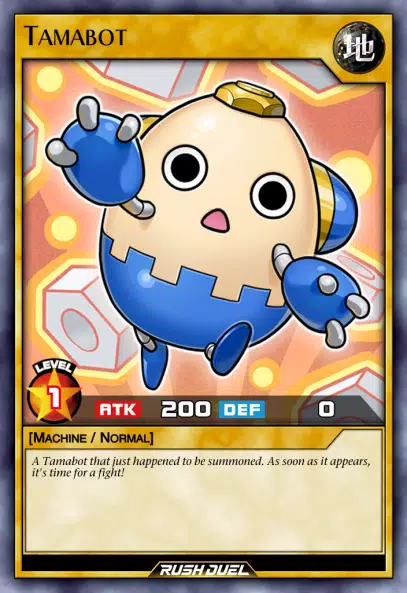 TAMABOT
地
LEVEL
1
ATK 200 DEF 0
[MACHINE / NORMAL]
A Tamabot that just happened to be summoned. As soon as it appears,
it's time for a fight!
RUSH DUEL